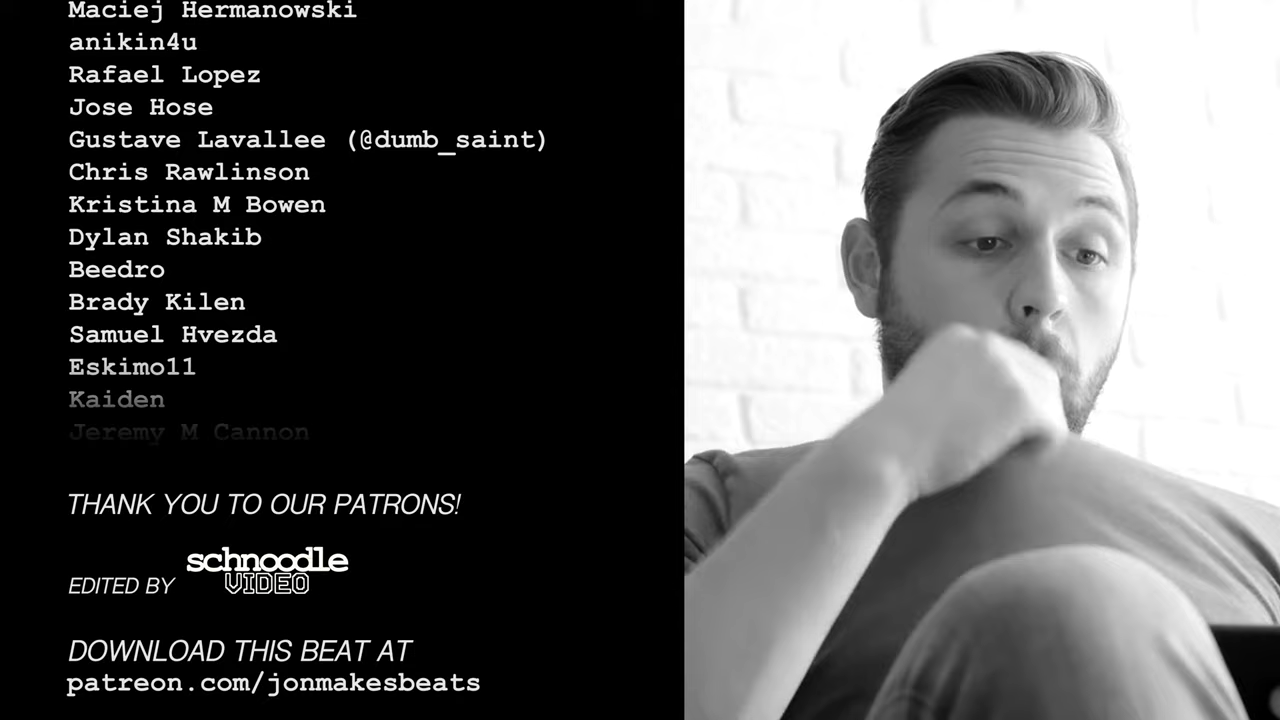 Maciej Hermanowski
anikin4u
Rafael Lopez
Jose Hose
Gustave Lavallee (@dumb_saint)
Chris Rawlinson
Kristina M Bowen
Dylan Shakib
Beedro
Brady Kilen
Samuel Hvezda
Eskimo11
Kaiden
Jeremy M Cannon
THANK YOU TO OUR PATRONS!
EDITED BY schnoodle
VIDEO
DOWNLOAD THIS BEAT AT
patreon.com/jonmakesbeats